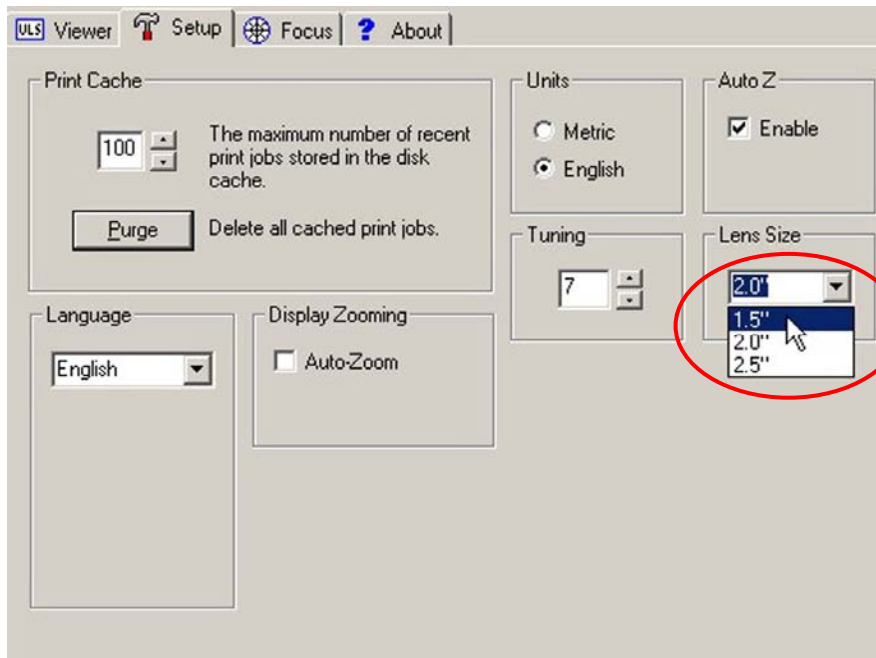 ULS Viewer Setup Focus ? About
Print Cache
100
The maximum number of recent
print jobs stored in the disk
cache.
Purge
Delete all cached print jobs.
Units
Metric
English
Auto Z
Enable
Tuning
7
Lens Size
2.0"
1.5"
2.0"
2.5"
Language
English
Display Zooming
Auto-Zoom